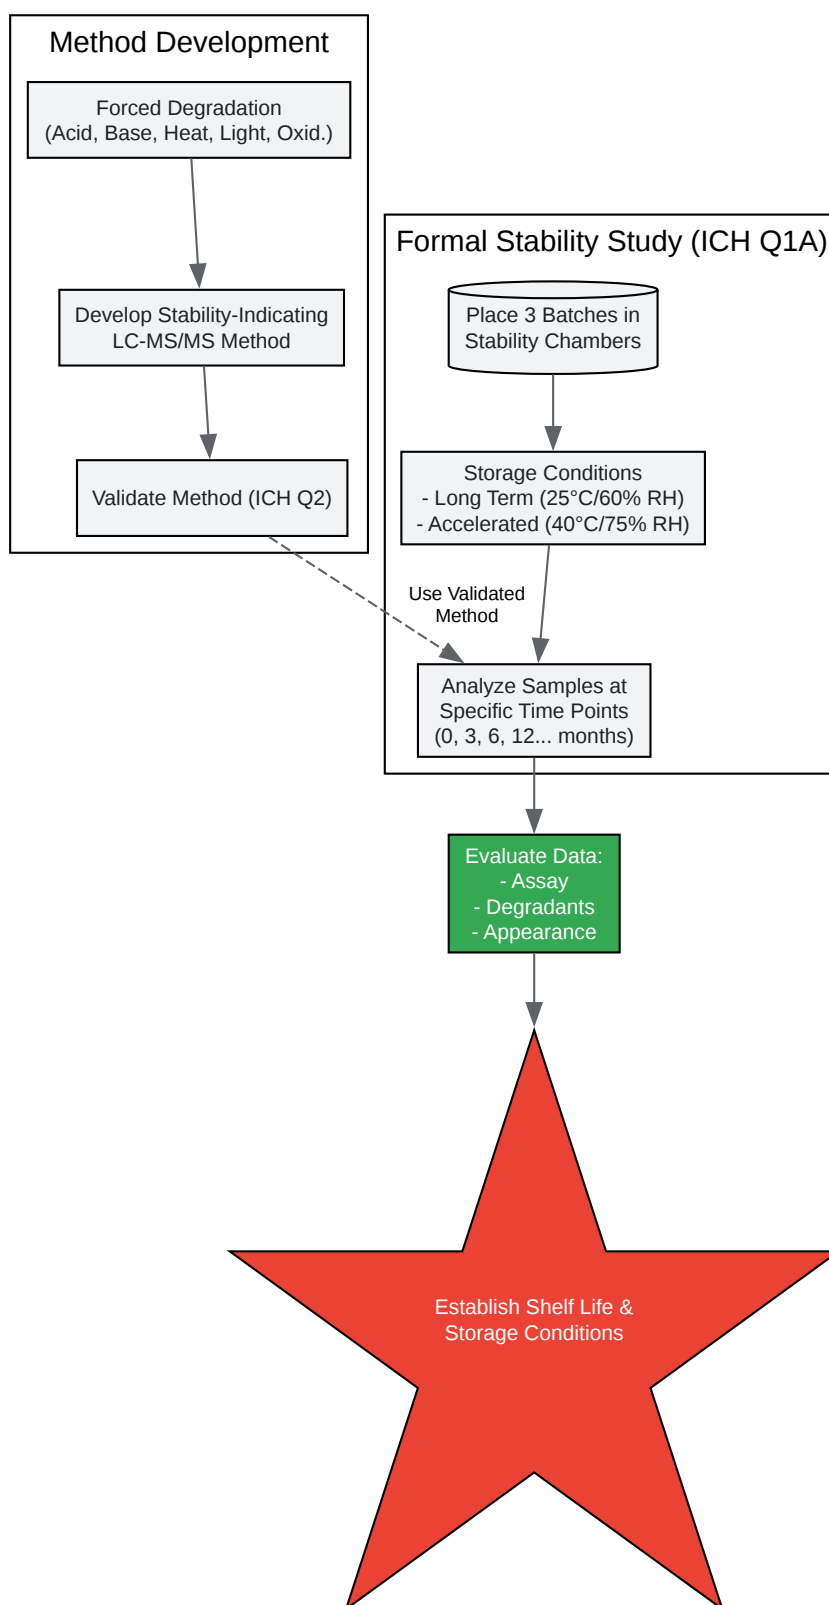 Method Development
Forced Degradation
(Acid, Base, Heat, Light, Oxid.)
Develop Stability-Indicating
LC-MS/MS Method
Validate Method (ICH Q2)
Formal Stability Study (ICH Q1A)
Place 3 Batches in
Stability Chambers
Storage Conditions
- Long Term (25°C/60% RH)
- Accelerated (40°C/75% RH)
Use Validated
Method
Analyze Samples at
Specific Time Points
(0, 3, 6, 12... months)
Evaluate Data:
- Assay
- Degradants
- Appearance
Establish Shelf Life &
Storage Conditions